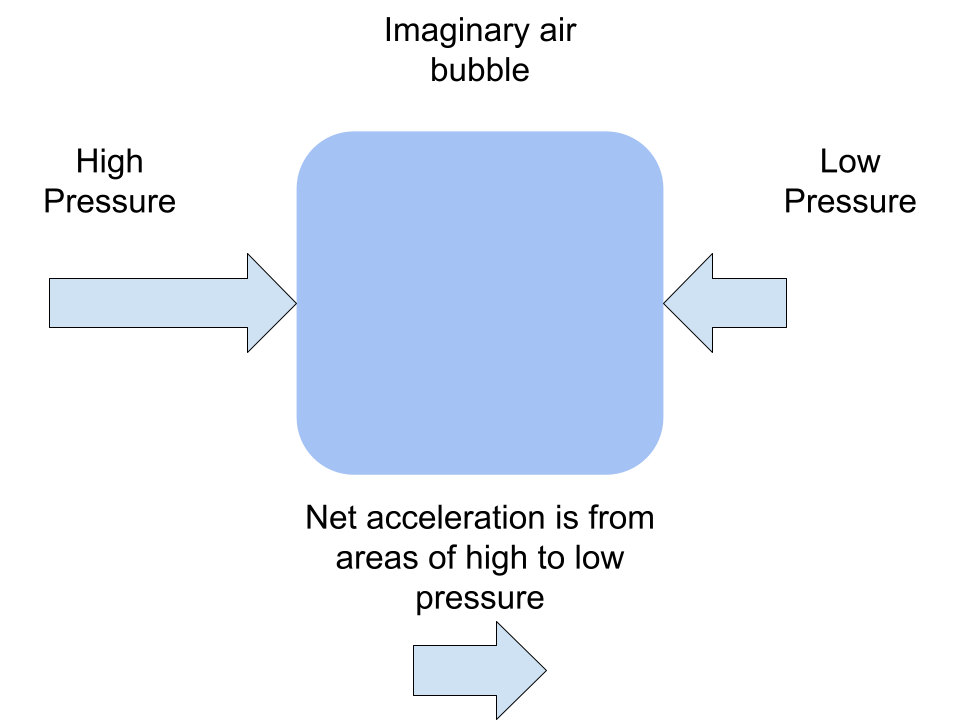 Imaginary air
bubble
High
Pressure
Low
Pressure
Net acceleration is from
areas of high to low
pressure